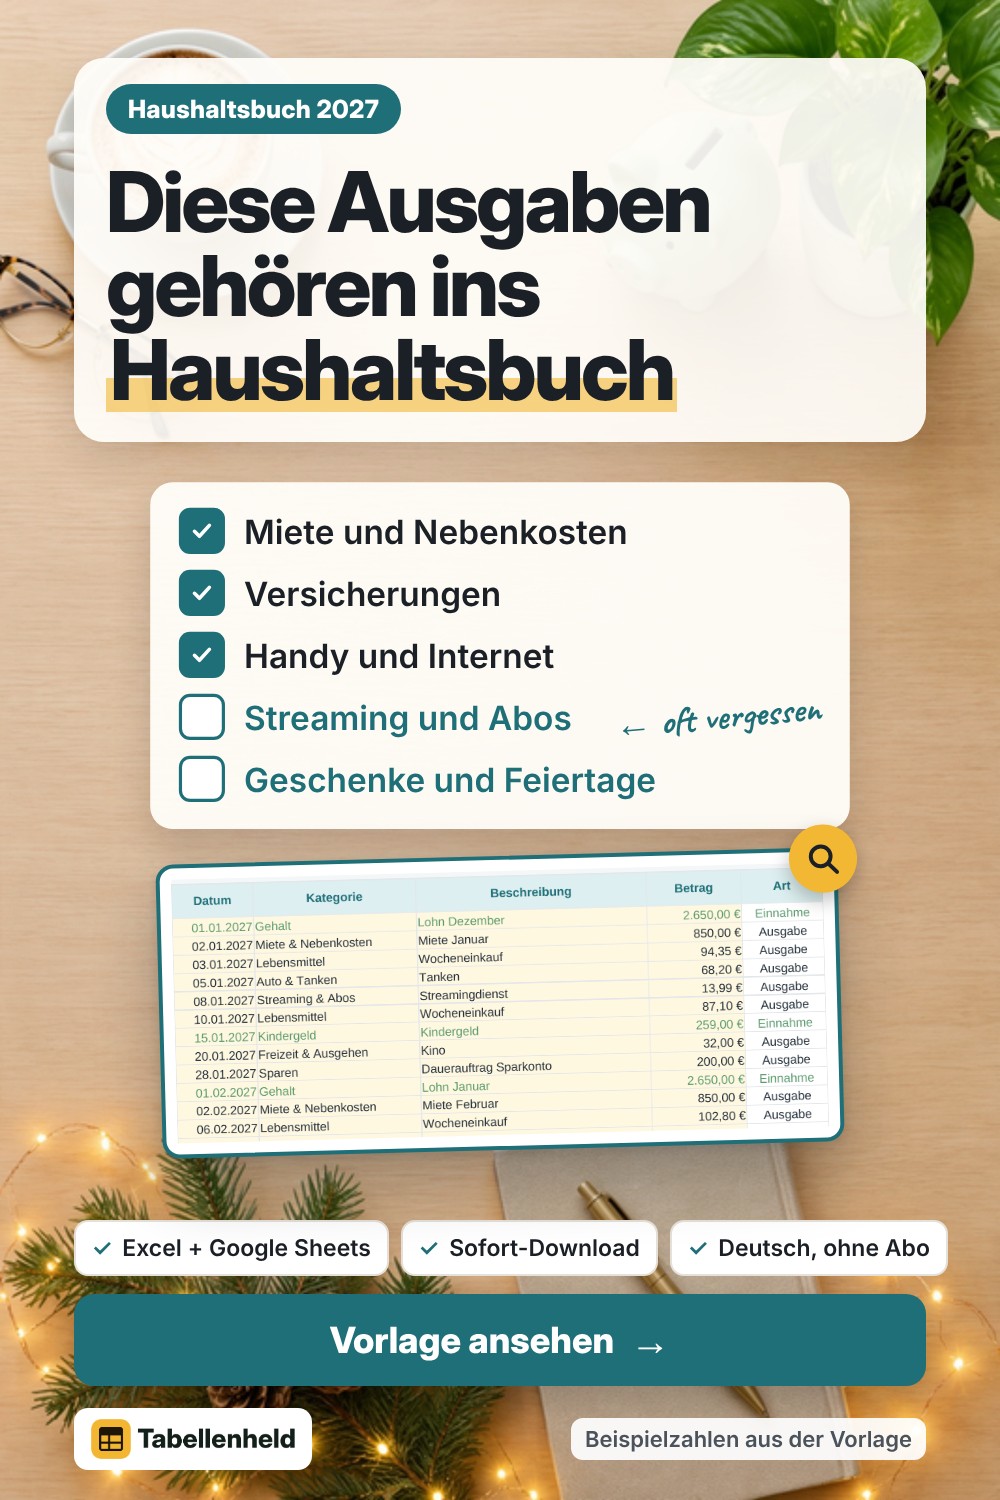 Haushaltsbuch 2027
Diese Ausgaben
gehören ins
Haushaltsbuch
Miete und Nebenkosten
Versicherungen
Handy und Internet
Streaming und Abos ← oft vergessen
Geschenke und Feiertage
Datum Kategorie Beschreibung Betrag Art
01.01.2027 Gehalt Lohn Dezember 2.650,00 € Einnahme
02.01.2027 Miete & Nebenkosten Miete Januar 850,00 € Ausgabe
03.01.2027 Lebensmittel Wocheneinkauf 94,35 € Ausgabe
05.01.2027 Auto & Tanken Tanken 68,20 € Ausgabe
08.01.2027 Streaming & Abos Streamingdienst 13,99 € Ausgabe
10.01.2027 Lebensmittel Wocheneinkauf 87,10 € Ausgabe
15.01.2027 Kindergeld Kindergeld 259,00 € Einnahme
20.01.2027 Freizeit & Ausgehen Kino 32,00 € Ausgabe
28.01.2027 Sparen Dauerauftrag Sparkonto 200,00 € Ausgabe
01.02.2027 Gehalt Lohn Januar 2.650,00 € Einnahme
02.02.2027 Miete & Nebenkosten Miete Februar 850,00 € Ausgabe
06.02.2027 Lebensmittel Wocheneinkauf 102,80 € Ausgabe
Excel + Google Sheets Sofort-Download Deutsch, ohne Abo
Vorlage ansehen →
Tabellenheld Beispielzahlen aus der Vorlage